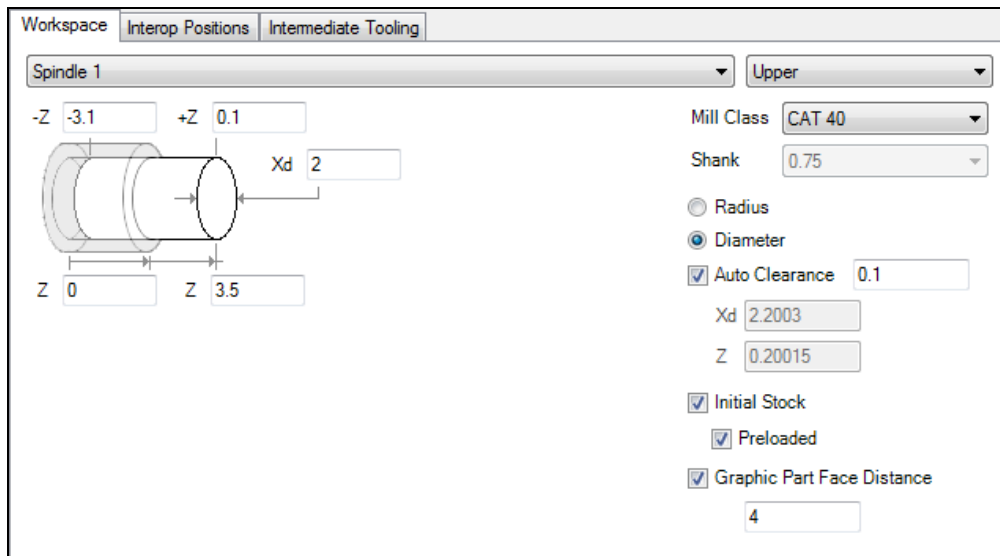 Workspace Interop Positions Intermediate Tooling
Spindle 1 Upper
-Z -3.1 +Z 0.1 Mill Class CAT 40
Xd 2 Shank 0.75
Radius
Diameter
Z 0 Z 3.5 Auto Clearance 0.1
Xd 2.2003
Z 0.20015
Initial Stock
Preloaded
Graphic Part Face Distance
4